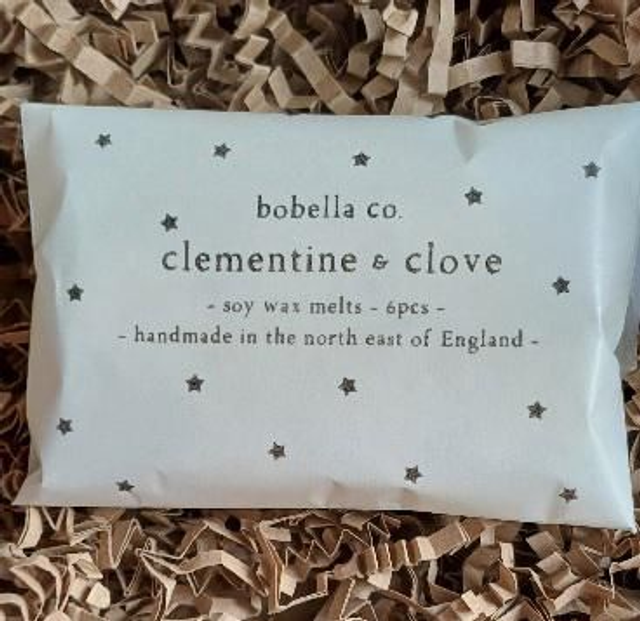 bobella co.
clementine & clove
- soy wax melts - 6pcs -
- handmade in the north east of England -